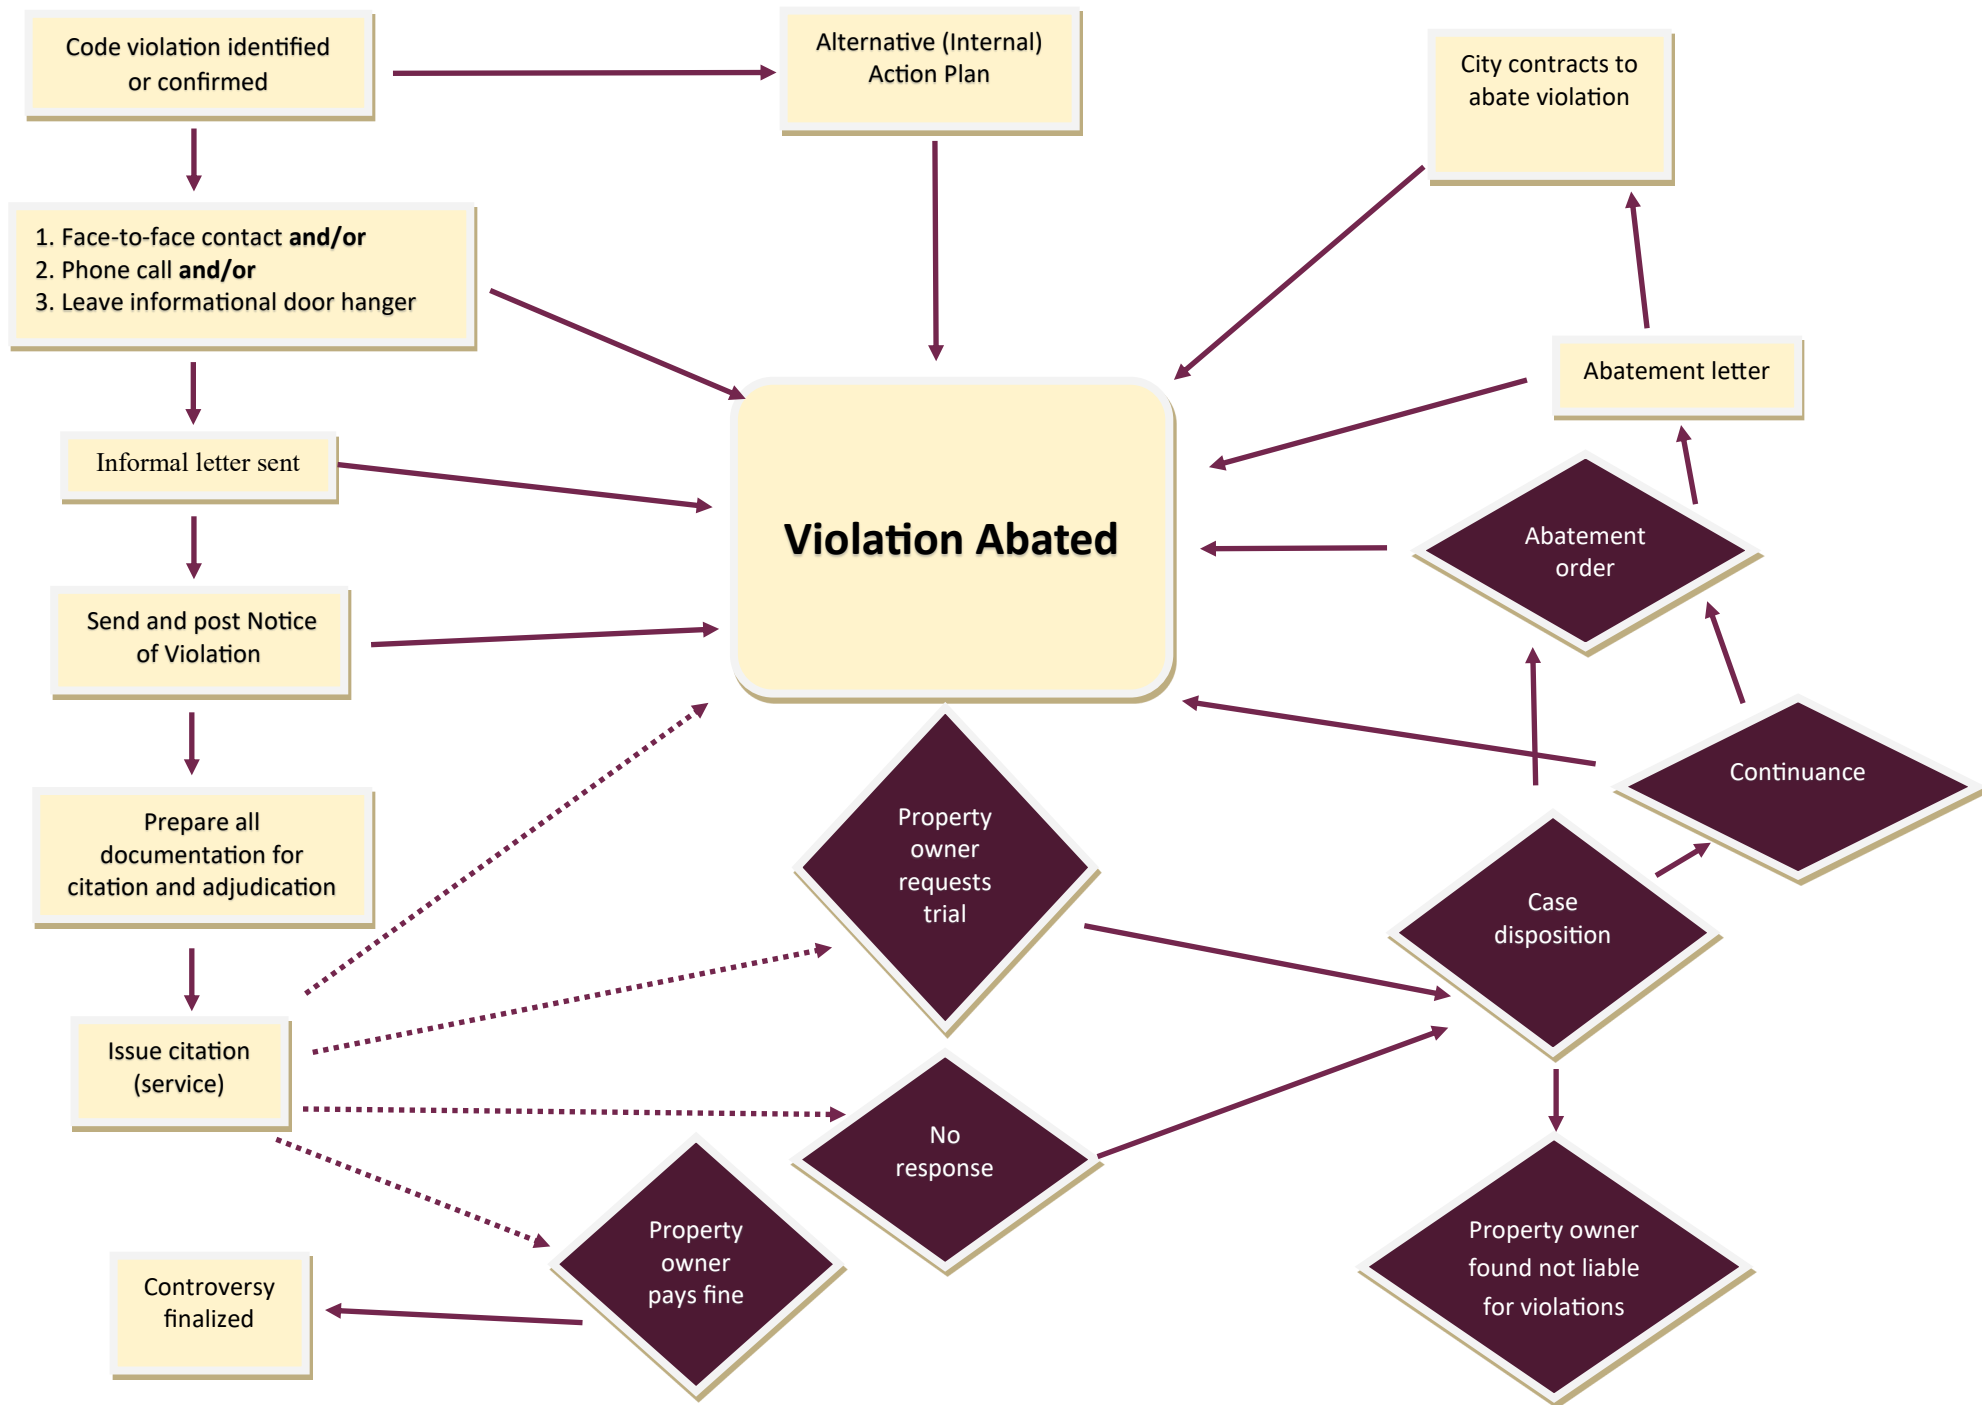 Code violation identified
or confirmed
Alternative (Internal)
Action Plan
City contracts to
abate violation
1. Face-to-face contact and/or
2. Phone call and/or
3. Leave informational door hanger
Abatement letter
Informal letter sent
Violation Abated
Abatement
order
Send and post Notice
of Violation
Continuance
Property
owner
requests
trial
Prepare all
documentation for
citation and adjudication
Case
disposition
Issue citation
(service)
No
response
Property
owner
pays fine
Property owner
found not liable
for violations
Controversy
finalized